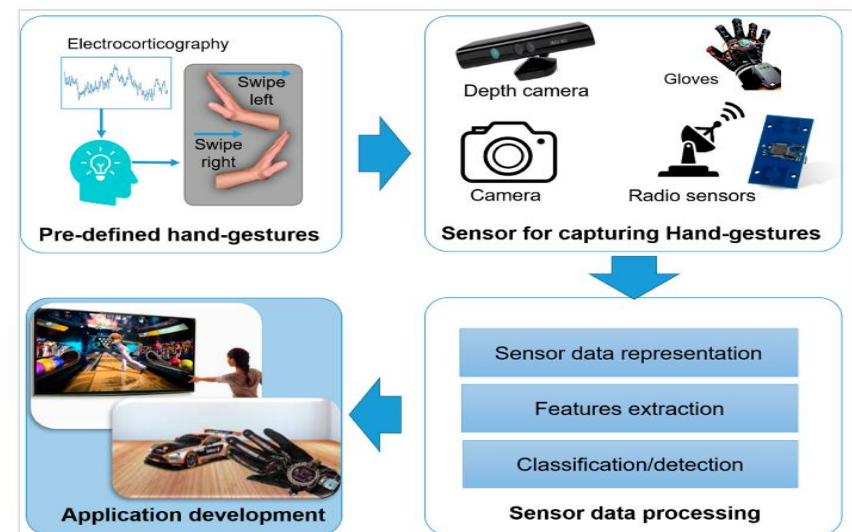 Electrocorticography
Swipe
left
Swipe
right
Pre-defined hand-gestures
Depth camera
Gloves
Camera
Radio sensors
Sensor for capturing Hand-gestures
Sensor data representation
Features extraction
Classification/detection
Sensor data processing
Application development